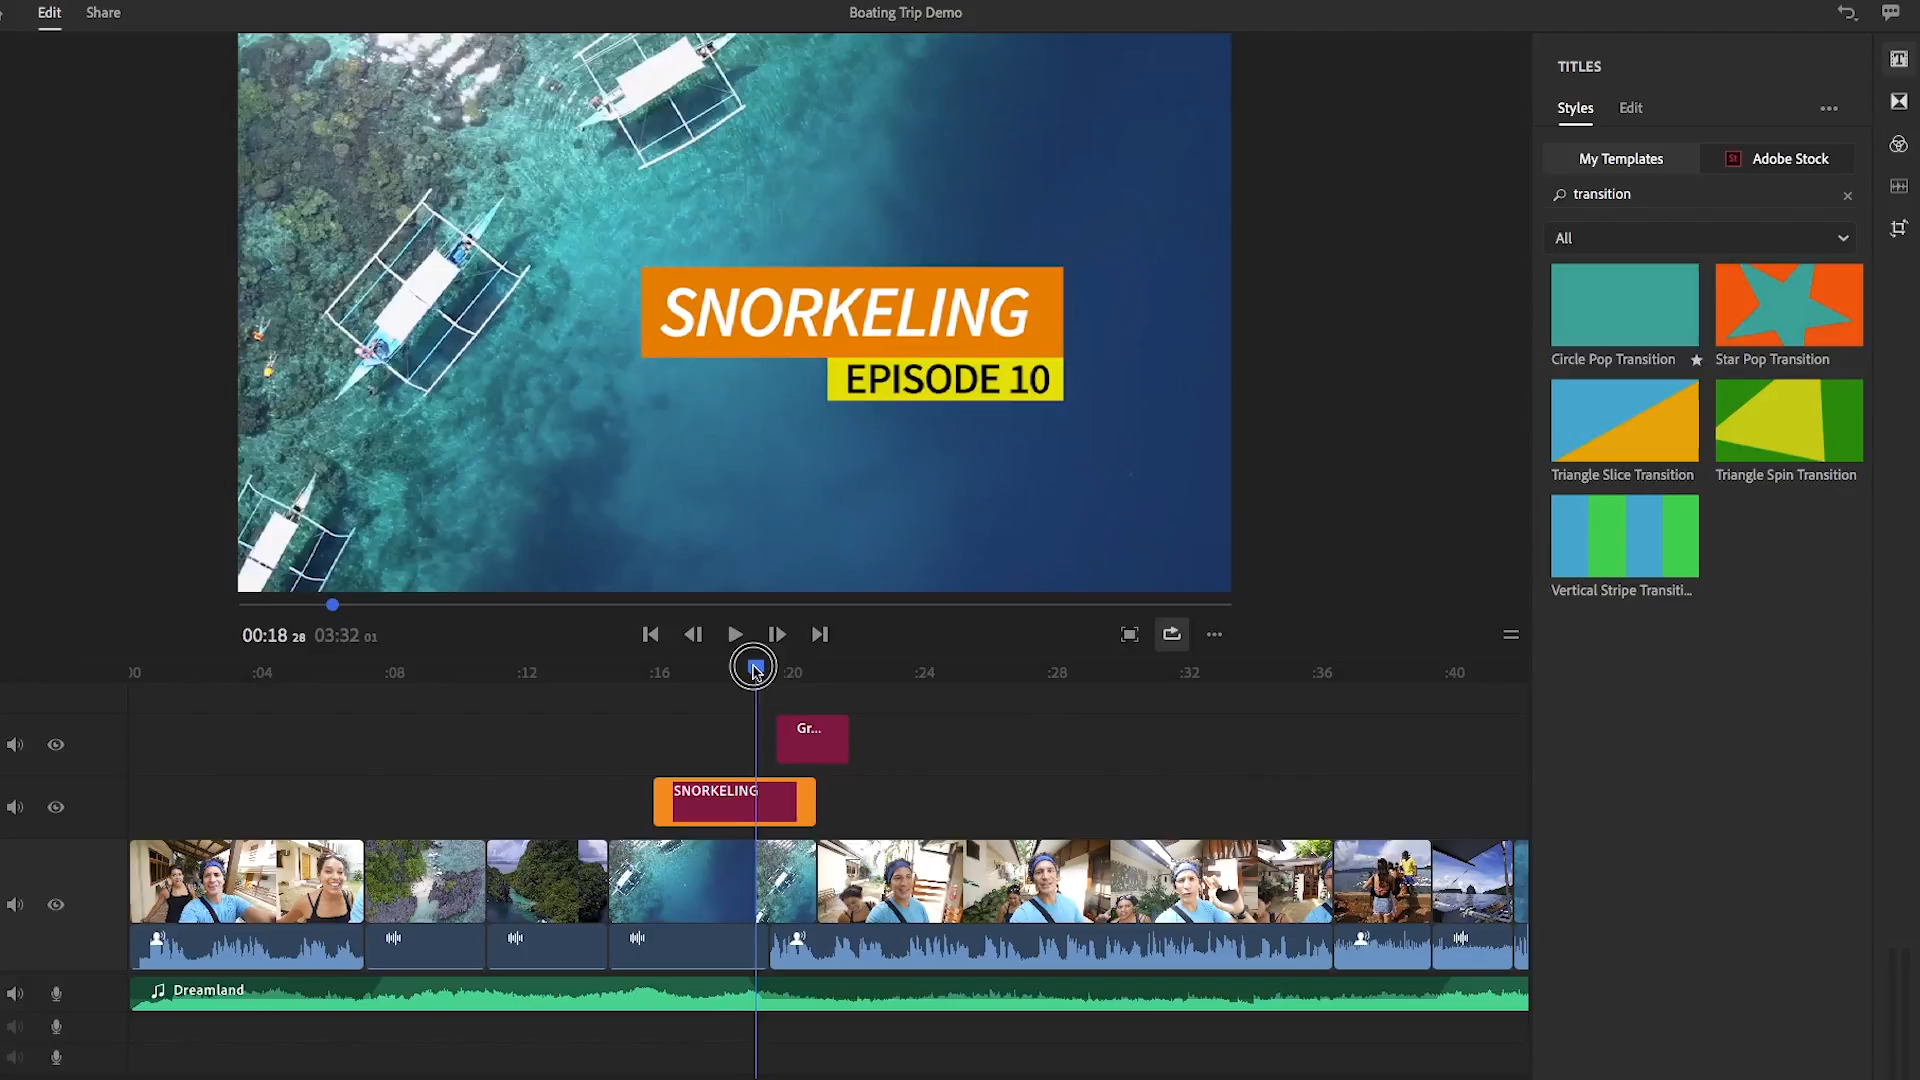 Edit Share
Boating Trip Demo
SNORKELING
EPISODE 10
TITLES
Styles Edit
My Templates
St Adobe Stock
transition
All
Circle Pop Transition
Star Pop Transition
Triangle Slice Transition
Triangle Spin Transition
Vertical Stripe Transiti...
00:18 28 03:32 01
:00 :04 :08 :12 :16 :20 :24 :28 :32 :36 :40
Gr...
SNORKELING
Dreamland